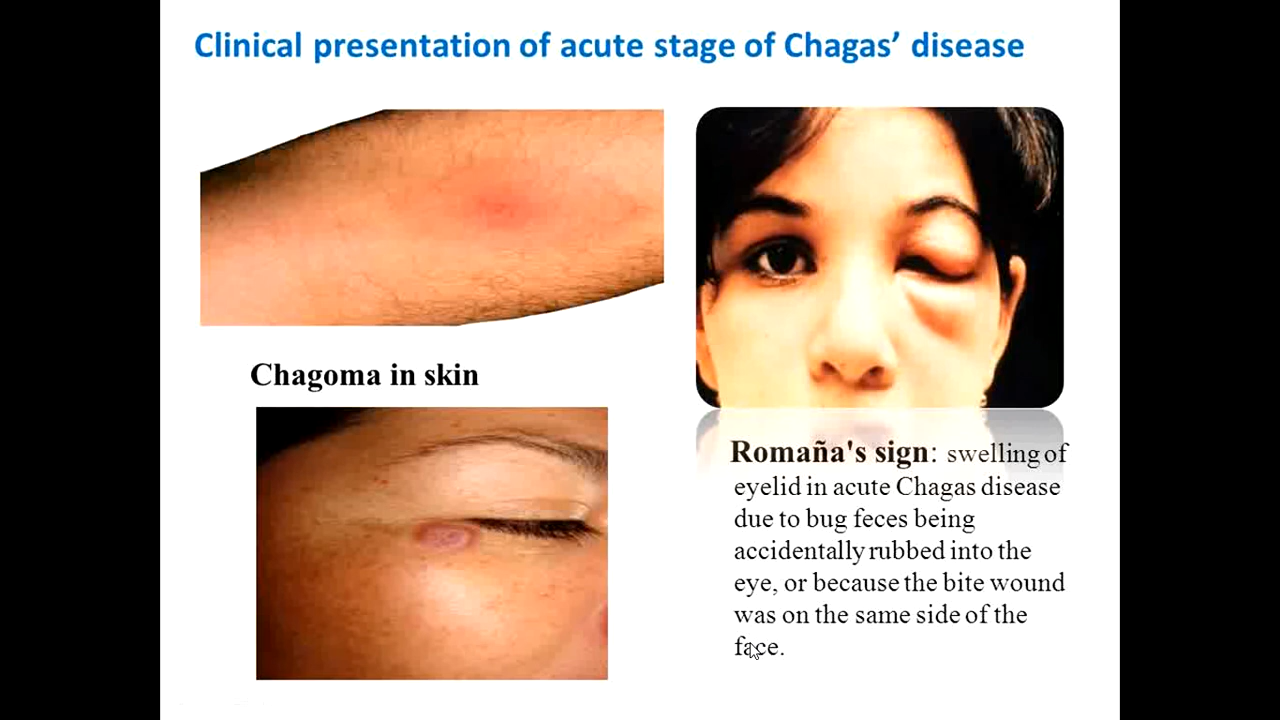 Clinical presentation of acute stage of Chagas’ disease
Chagoma in skin
Romaña's sign: swelling of
eyelid in acute Chagas disease
due to bug feces being
accidentally rubbed into the
eye, or because the bite wound
was on the same side of the
face.